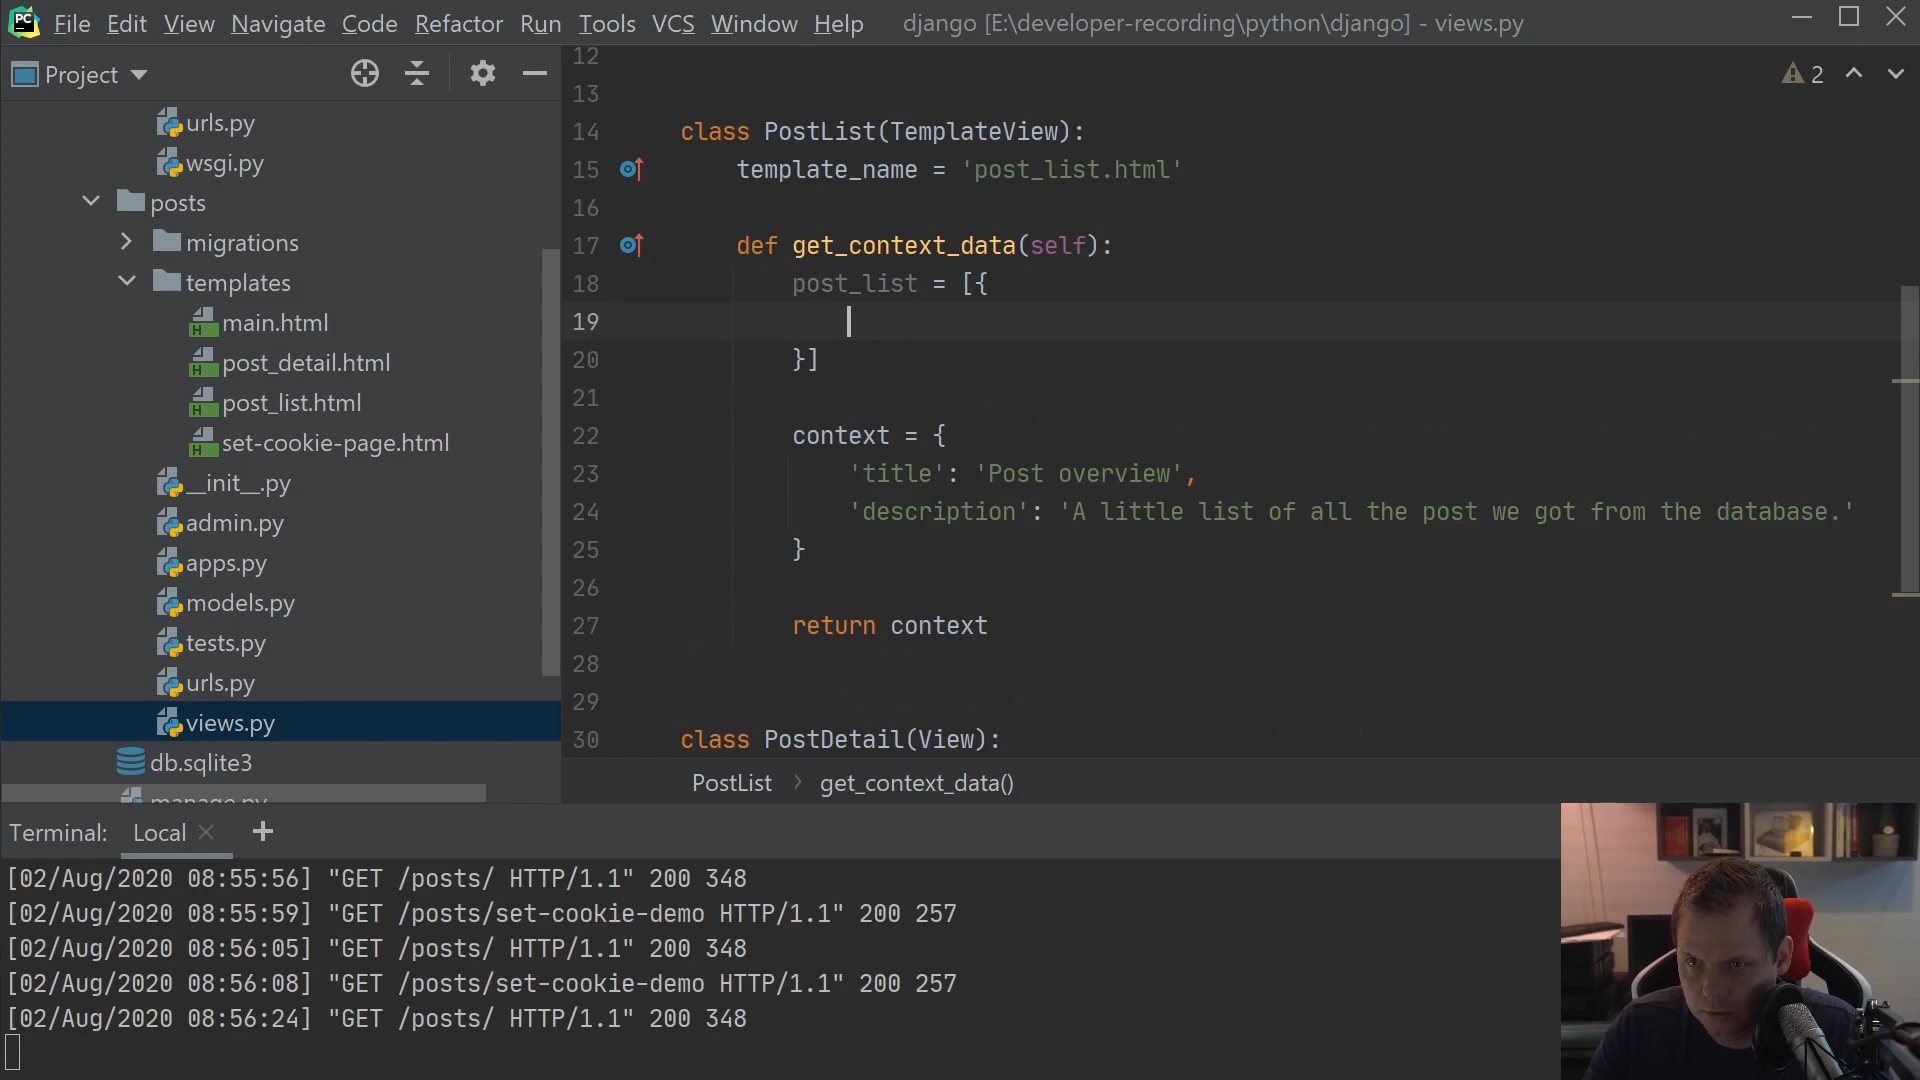 PC File Edit View Navigate Code Refactor Run Tools VCS Window Help django [E:\developer-recording\python\django] - views.py
Project
urls.py
wsgi.py
posts
migrations
templates
main.html
post_detail.html
post_list.html
set-cookie-page.html
__init__.py
admin.py
apps.py
models.py
tests.py
urls.py
views.py
db.sqlite3
manage.py
2
12
13
14 class PostList(TemplateView):
15 template_name = 'post_list.html'
16
17 def get_context_data(self):
18 post_list = [{
19
20 }]
21
22 context = {
23 'title': 'Post overview',
24 'description': 'A little list of all the post we got from the database.'
25 }
26
27 return context
28
29
30 class PostDetail(View):
PostList > get_context_data()
Terminal: Local × +
[02/Aug/2020 08:55:56] "GET /posts/ HTTP/1.1" 200 348
[02/Aug/2020 08:55:59] "GET /posts/set-cookie-demo HTTP/1.1" 200 257
[02/Aug/2020 08:56:05] "GET /posts/ HTTP/1.1" 200 348
[02/Aug/2020 08:56:08] "GET /posts/set-cookie-demo HTTP/1.1" 200 257
[02/Aug/2020 08:56:24] "GET /posts/ HTTP/1.1" 200 348